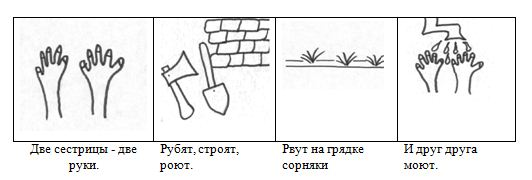 Две сестрицы - две
руки.
Рубят, строят,
роют.
Рвут на грядке
сорняки
И друг друга
моют.